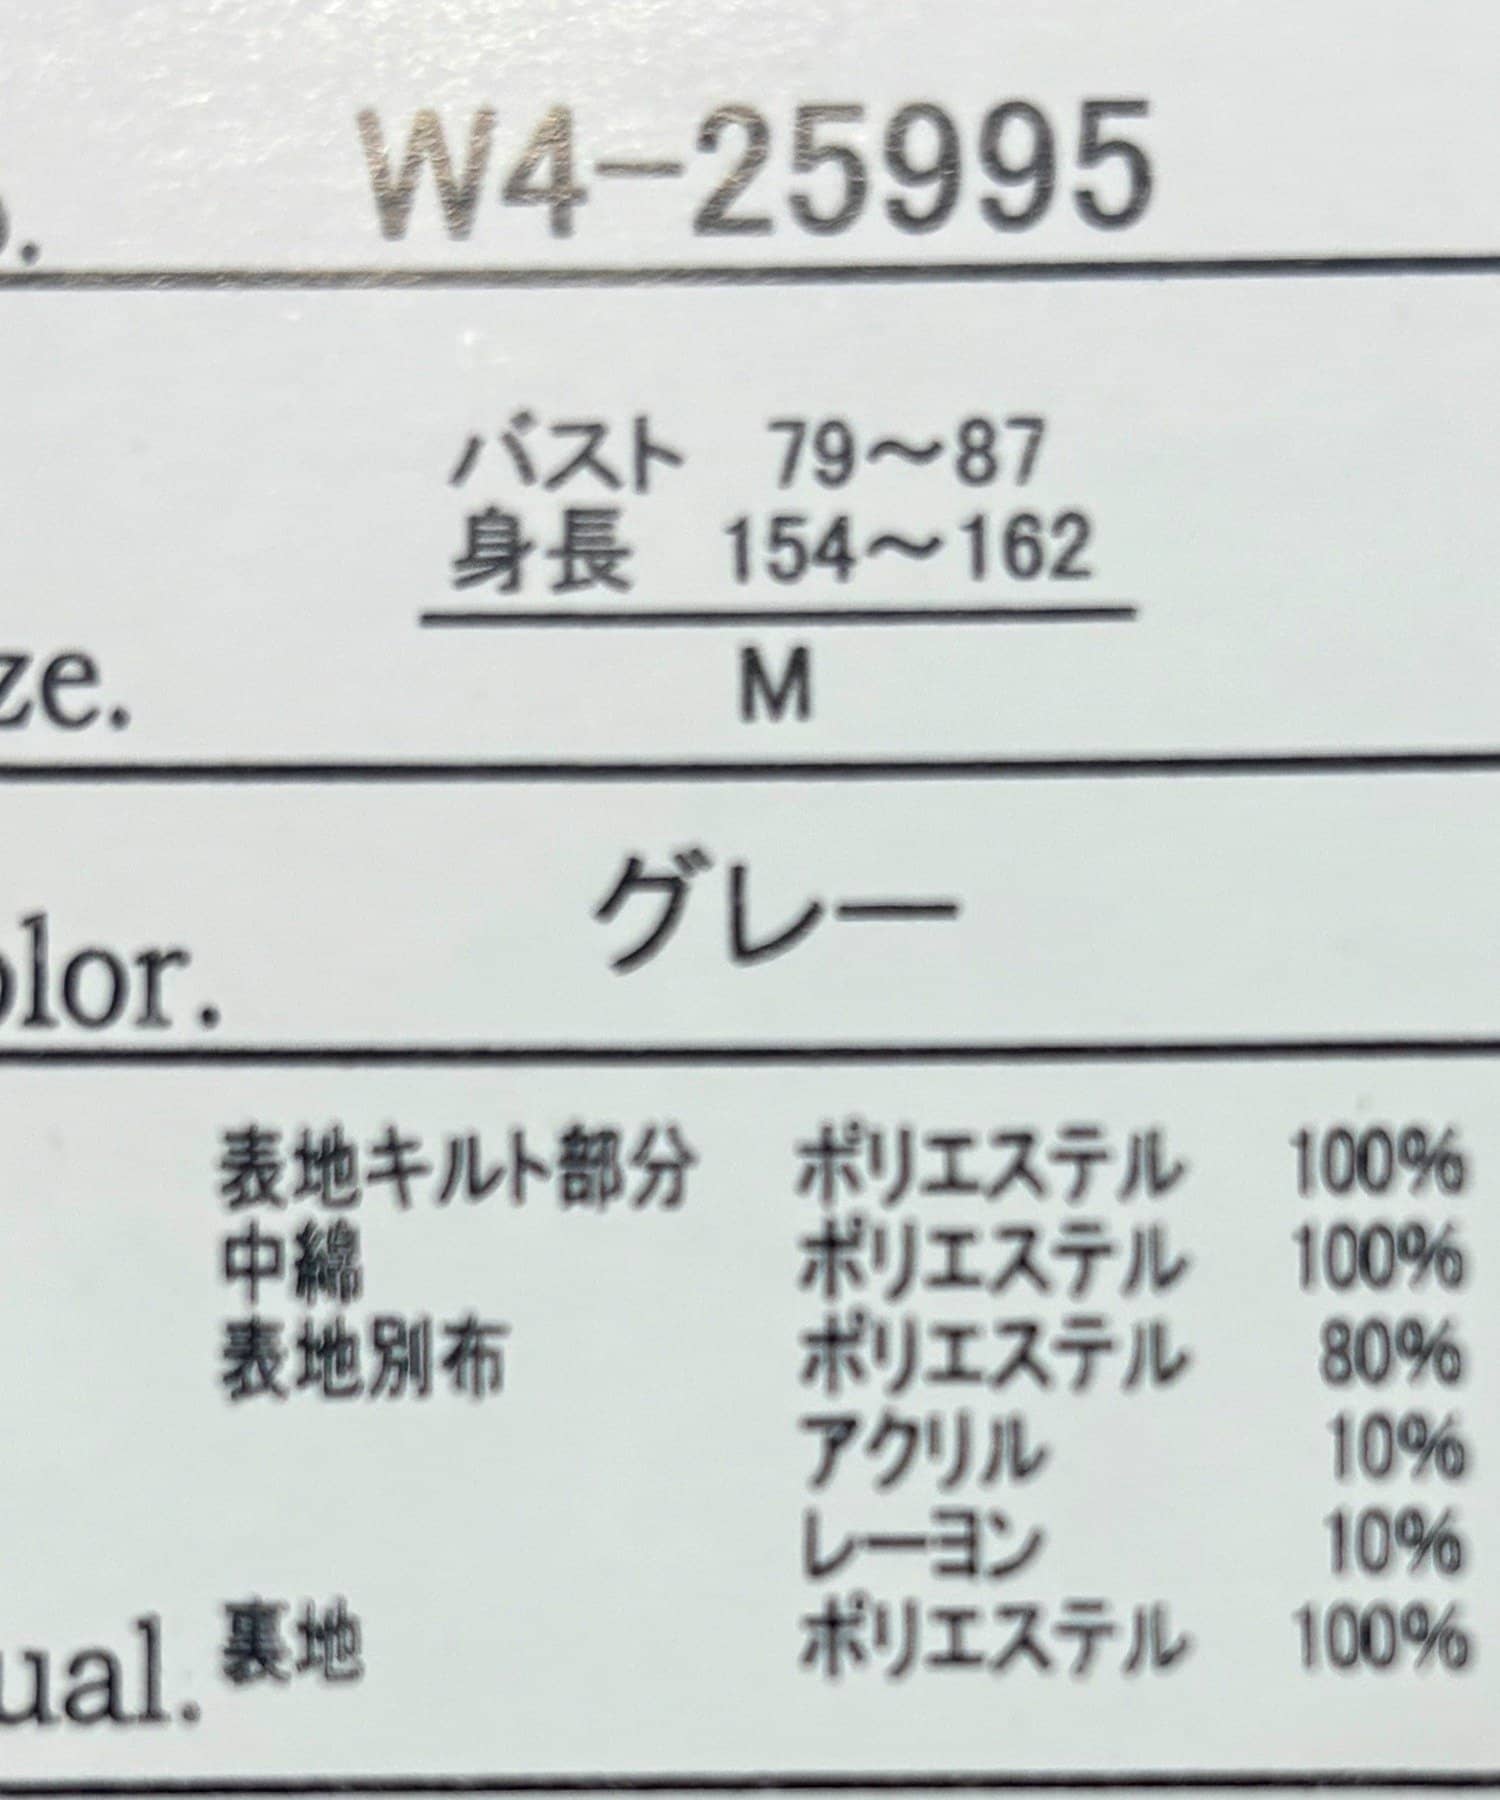 W4-25995
バスト 79〜87
身長 154〜162
M
グレー
表地キルト部分 ポリエステル 100%
中綿 ポリエステル 100%
表地別布 ポリエステル 80%
アクリル 10%
レーヨン 10%
裏地 ポリエステル 100%